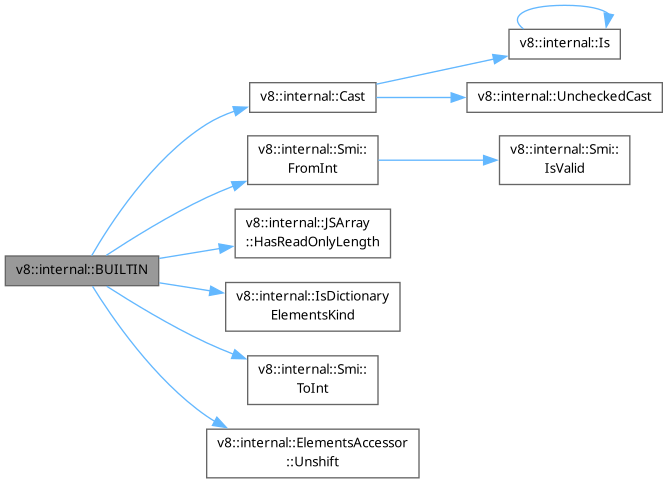 v8::internal::Is
v8::internal::Cast
v8::internal::UncheckedCast
v8::internal::Smi::
FromInt
v8::internal::Smi::
IsValid
v8::internal::JSArray
::HasReadOnlyLength
v8::internal::BUILTIN
v8::internal::IsDictionary
ElementsKind
v8::internal::Smi::
ToInt
v8::internal::ElementsAccessor
::Unshift